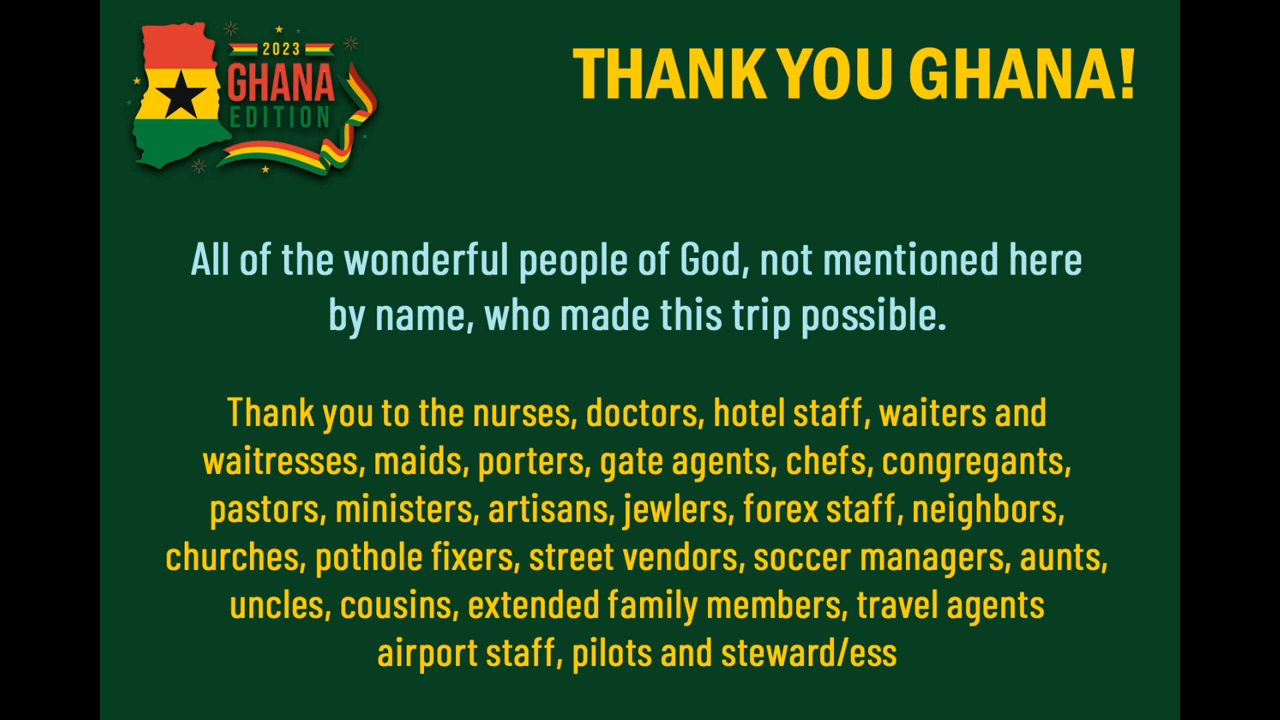 2023
GHANA
EDITION
THANK YOU GHANA!
All of the wonderful people of God, not mentioned here
by name, who made this trip possible.
Thank you to the nurses, doctors, hotel staff, waiters and
waitresses, maids, porters, gate agents, chefs, congregants,
pastors, ministers, artisans, jewlers, forex staff, neighbors,
churches, pothole fixers, street vendors, soccer managers, aunts,
uncles, cousins, extended family members, travel agents
airport staff, pilots and steward/ess